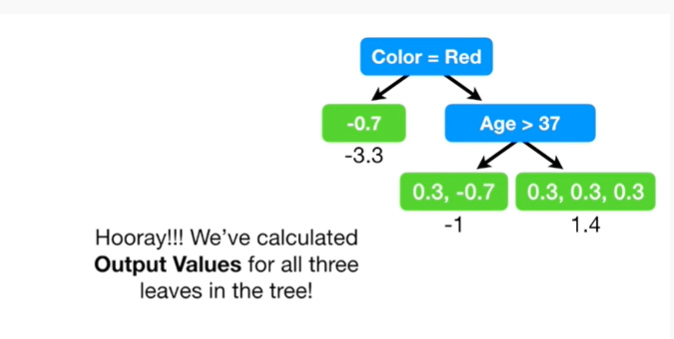 Color = Red
-0.7
Age > 37
-3.3
0.3, -0.7
0.3, 0.3, 0.3
-1
1.4
Hooray!!! We've calculated
Output Values for all three
leaves in the tree!